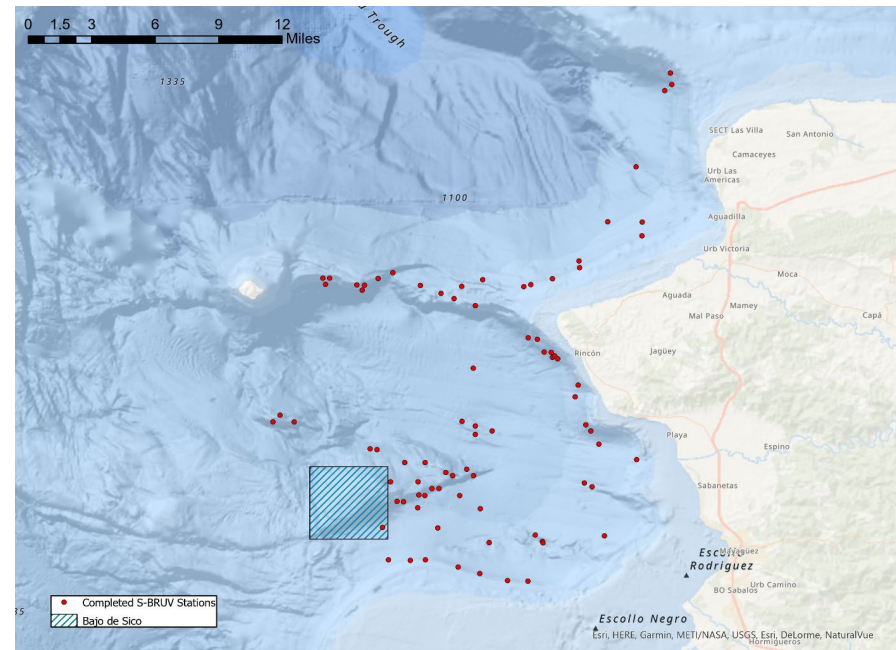 0 1.5 3 6 9 12
Miles
Trough
1335
SECT Las Villa
San Antonio
Camaceyes
Urb Las
Americas
1100
Aguadilla
Urb Victoria
Moca
Aguada
Mamey
Mal Paso
Capá
Rincón
Jagüey
Playa
Espino
Sabanetas
Mayagüez
Escollo
Rodriguez
BO Sabalos
Urb Camino
Completed S-BRUV Stations
Bajo de Sico
35
Escollo Negro
Esri, HERE, Garmin, METI/NASA, USGS, Esri, DeLorme, NaturalVue
Hormigueros